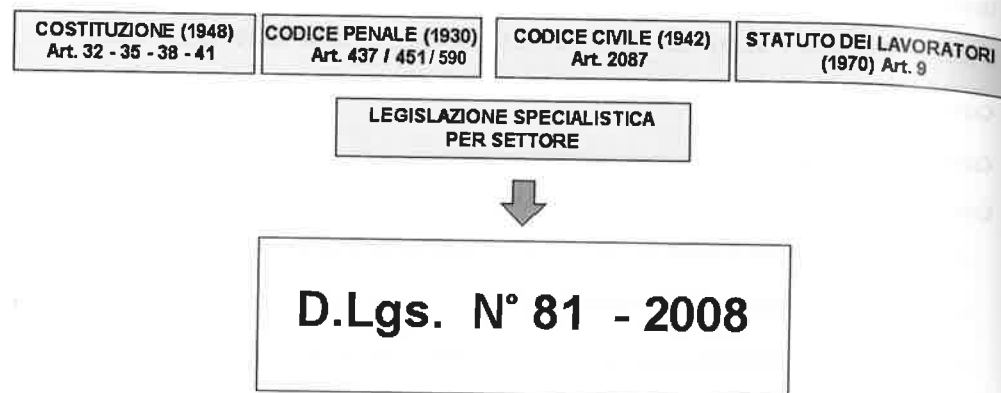 COSTITUZIONE (1948)
Art. 32 - 35 - 38 - 41
CODICE PENALE (1930)
Art. 437 / 451 / 590
CODICE CIVILE (1942)
Art. 2087
STATUTO DEI LAVORATORI
(1970) Art. 9
LEGISLAZIONE SPECIALISTICA
PER SETTORE
D.Lgs. N° 81 - 2008